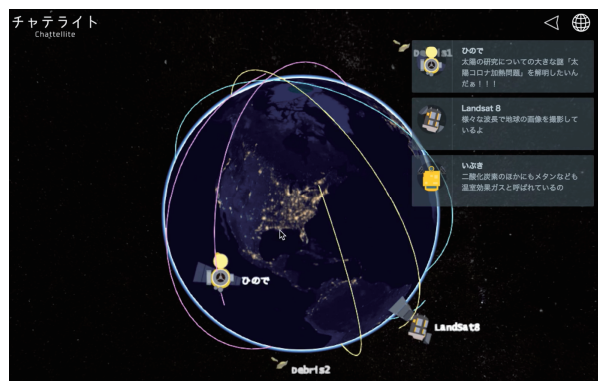 チャテライト
Chattellite
Debris1
ひので
太陽の研究についての大きな謎「太
陽コロナ加熱問題」を解明したいん
だぁ！！！
Landsat 8
様々な波長で地球の画像を撮影して
いるよ
いぶき
二酸化炭素のほかにもメタンなども
温室効果ガスと呼ばれているの
ひので
LandSat8
Debris2